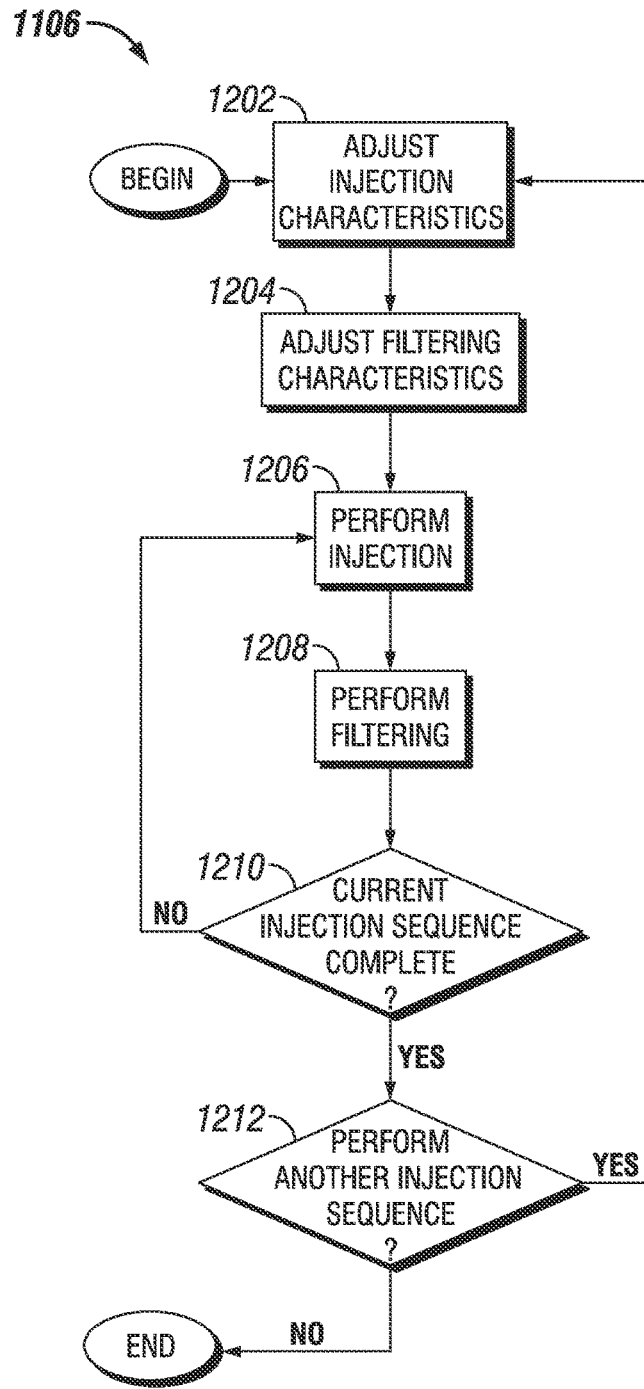 1106
1202
BEGIN
ADJUST
INJECTION
CHARACTERISTICS
1204
ADJUST FILTERING
CHARACTERISTICS
1206
PERFORM
INJECTION
1208
PERFORM
FILTERING
1210
CURRENT
INJECTION SEQUENCE
COMPLETE
?
NO
YES
1212
PERFORM
ANOTHER INJECTION
SEQUENCE
?
YES
NO
END